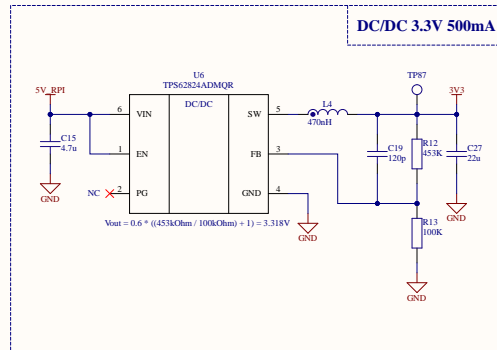 DC/DC 3.3V 500mA
U6
TPS62824ADMQR
DC/DC
5V_RPI
6 VIN
1 EN
NC 2 PG
SW 5
FB 3
GND 4
C15
4.7u
GND
L4
470nH
TP87
3V3
C19
120p
R12
453K
C27
22u
GND
R13
100K
GND
GND
Vout = 0.6 * ((453kOhm / 100kOhm) + 1) = 3.318V